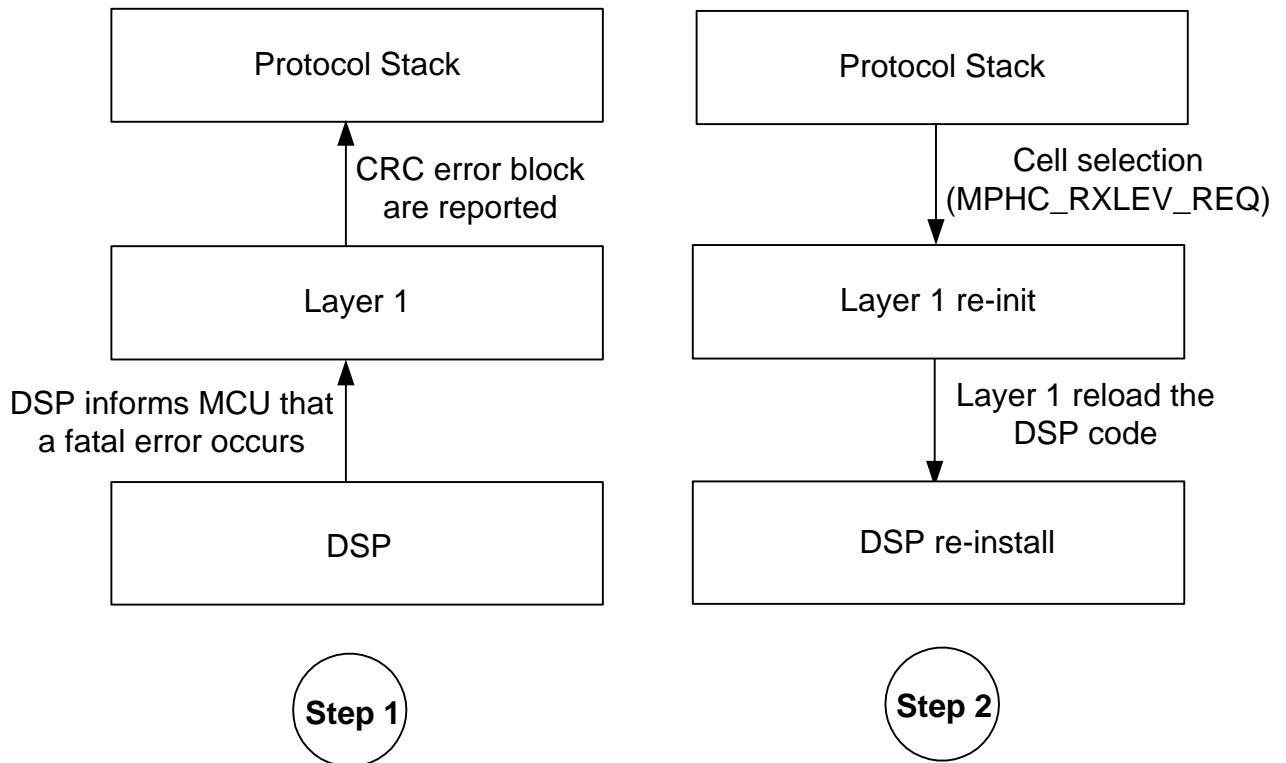 Protocol Stack
CRC error block
are reported
Layer 1
DSP informs MCU that
a fatal error occurs
DSP
Step 1
Protocol Stack
Cell selection
(MPHC_RXLEV_REQ)
Layer 1 re-init
Layer 1 reload the
DSP code
DSP re-install
Step 2